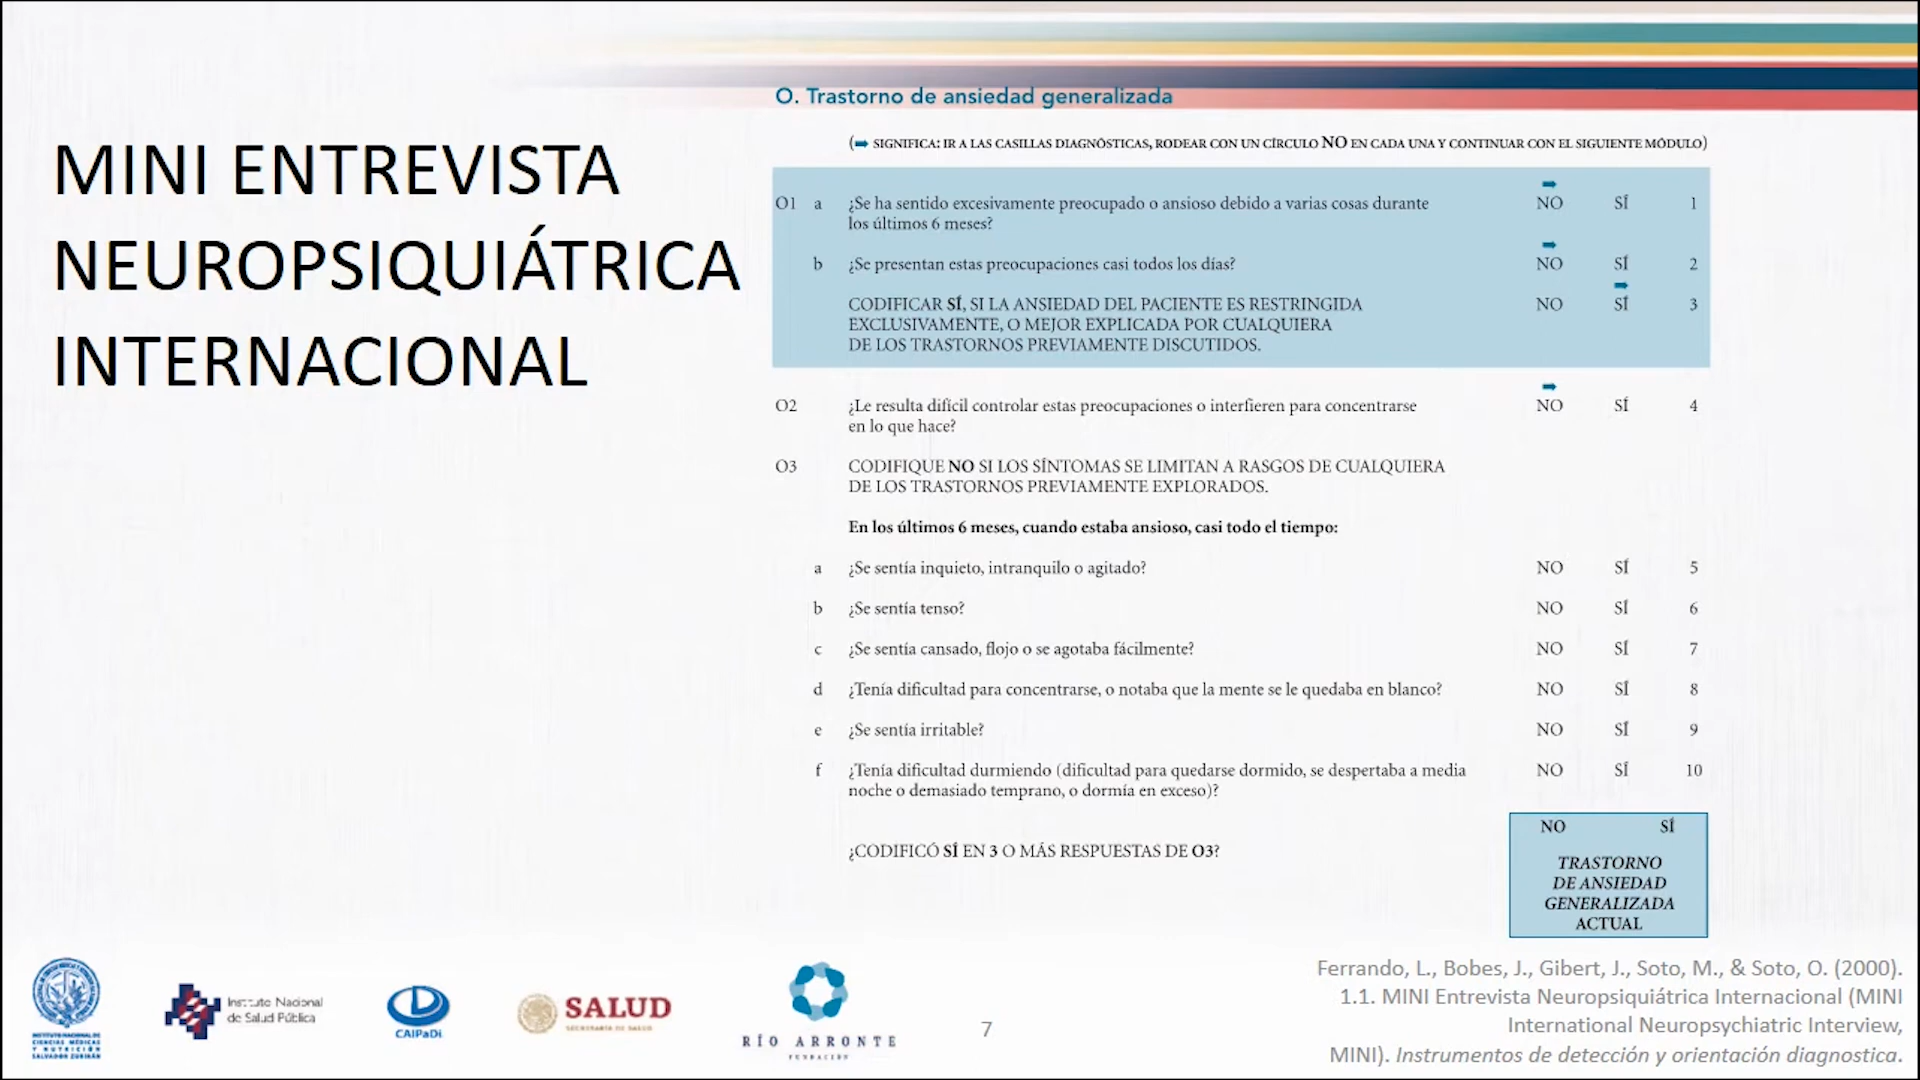 MINI ENTREVISTA
NEUROPSIQUIÁTRICA
INTERNACIONAL
O. Trastorno de ansiedad generalizada
(➡ SIGNIFICA: IR A LAS CASILLAS DIAGNÓSTICAS, RODEAR CON UN CÍRCULO NO EN CADA UNA Y CONTINUAR CON EL SIGUIENTE MÓDULO)
O1 a ¿Se ha sentido excesivamente preocupado o ansioso debido a varias cosas durante NO SÍ 1
los últimos 6 meses?
b ¿Se presentan estas preocupaciones casi todos los días? NO SÍ 2
CODIFICAR SÍ, SI LA ANSIEDAD DEL PACIENTE ES RESTRINGIDA NO SÍ 3
EXCLUSIVAMENTE, O MEJOR EXPLICADA POR CUALQUIERA
DE LOS TRASTORNOS PREVIAMENTE DISCUTIDOS.
O2 ¿Le resulta difícil controlar estas preocupaciones o interfieren para concentrarse NO SÍ 4
en lo que hace?
O3 CODIFIQUE NO SI LOS SÍNTOMAS SE LIMITAN A RASGOS DE CUALQUIERA
DE LOS TRASTORNOS PREVIAMENTE EXPLORADOS.
En los últimos 6 meses, cuando estaba ansioso, casi todo el tiempo:
a ¿Se sentía inquieto, intranquilo o agitado? NO SÍ 5
b ¿Se sentía tenso? NO SÍ 6
c ¿Se sentía cansado, flojo o se agotaba fácilmente? NO SÍ 7
d ¿Tenía dificultad para concentrarse, o notaba que la mente se le quedaba en blanco? NO SÍ 8
e ¿Se sentía irritable? NO SÍ 9
f ¿Tenía dificultad durmiendo (dificultad para quedarse dormido, se despertaba a media NO SÍ 10
noche o demasiado temprano, o dormía en exceso)?
¿CODIFICÓ SÍ EN 3 O MÁS RESPUESTAS DE O3?
NO SÍ
TRASTORNO
DE ANSIEDAD
GENERALIZADA
ACTUAL
INSTITUTO NACIONAL DE
CIENCIAS MÉDICAS
Y NUTRICIÓN
SALVADOR ZUBIRÁN
Instituto Nacional
de Salud Pública
CAIPaDi
SALUD
SECRETARÍA DE SALUD
RÍO ARRONTE
FUNDACIÓN
7
Ferrando, L., Bobes, J., Gibert, J., Soto, M., & Soto, O. (2000).
1.1. MINI Entrevista Neuropsiquiátrica Internacional (MINI
International Neuropsychiatric Interview,
MINI). Instrumentos de detección y orientación diagnostica.